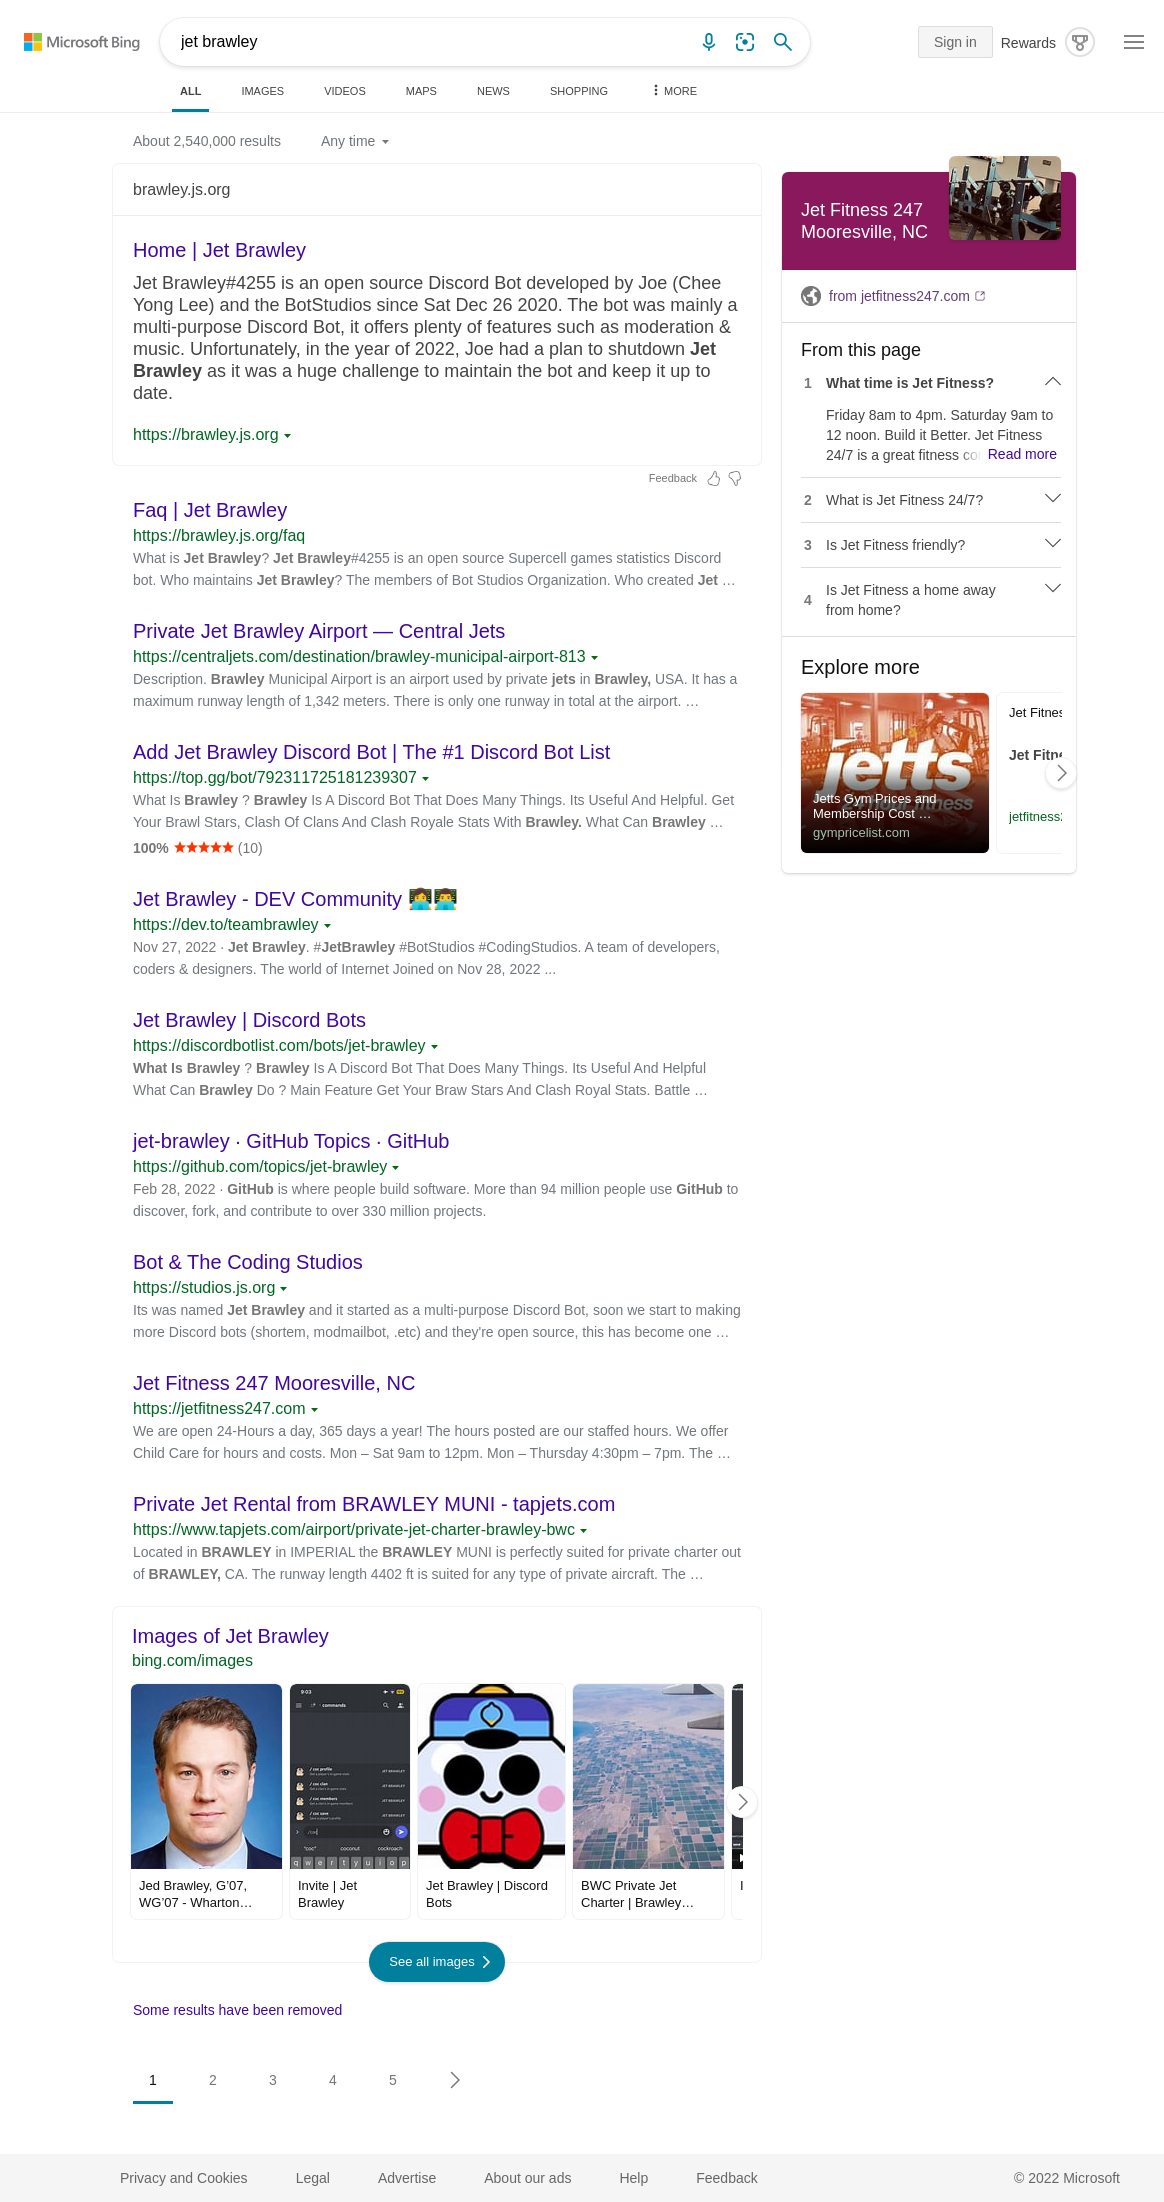 Microsoft Bing
jet brawley
Sign in
Rewards
ALL
IMAGES
VIDEOS
MAPS
NEWS
SHOPPING
MORE
About 2,540,000 results
Any time
brawley.js.org
Home | Jet Brawley
Jet Brawley#4255 is an open source Discord Bot developed by Joe (Chee
Yong Lee) and the BotStudios since Sat Dec 26 2020. The bot was mainly a
multi-purpose Discord Bot, it offers plenty of features such as moderation &
music. Unfortunately, in the year of 2022, Joe had a plan to shutdown Jet
Brawley as it was a huge challenge to maintain the bot and keep it up to
date.
https://brawley.js.org
Feedback
Faq | Jet Brawley
https://brawley.js.org/faq
What is Jet Brawley? Jet Brawley#4255 is an open source Supercell games statistics Discord
bot. Who maintains Jet Brawley? The members of Bot Studios Organization. Who created Jet …
Private Jet Brawley Airport — Central Jets
https://centraljets.com/destination/brawley-municipal-airport-813
Description. Brawley Municipal Airport is an airport used by private jets in Brawley, USA. It has a
maximum runway length of 1,342 meters. There is only one runway in total at the airport. …
Add Jet Brawley Discord Bot | The #1 Discord Bot List
https://top.gg/bot/792311725181239307
What Is Brawley ? Brawley Is A Discord Bot That Does Many Things. Its Useful And Helpful. Get
Your Brawl Stars, Clash Of Clans And Clash Royale Stats With Brawley. What Can Brawley …
100% ★★★★★ (10)
Jet Brawley - DEV Community 👩‍💻👨‍💻
https://dev.to/teambrawley
Nov 27, 2022 · Jet Brawley. #JetBrawley #BotStudios #CodingStudios. A team of developers,
coders & designers. The world of Internet Joined on Nov 28, 2022 ...
Jet Brawley | Discord Bots
https://discordbotlist.com/bots/jet-brawley
What Is Brawley ? Brawley Is A Discord Bot That Does Many Things. Its Useful And Helpful
What Can Brawley Do ? Main Feature Get Your Braw Stars And Clash Royal Stats. Battle …
jet-brawley · GitHub Topics · GitHub
https://github.com/topics/jet-brawley
Feb 28, 2022 · GitHub is where people build software. More than 94 million people use GitHub to
discover, fork, and contribute to over 330 million projects.
Bot & The Coding Studios
https://studios.js.org
Its was named Jet Brawley and it started as a multi-purpose Discord Bot, soon we start to making
more Discord bots (shortem, modmailbot, .etc) and they're open source, this has become one …
Jet Fitness 247 Mooresville, NC
https://jetfitness247.com
We are open 24-Hours a day, 365 days a year! The hours posted are our staffed hours. We offer
Child Care for hours and costs. Mon – Sat 9am to 12pm. Mon – Thursday 4:30pm – 7pm. The …
Private Jet Rental from BRAWLEY MUNI - tapjets.com
https://www.tapjets.com/airport/private-jet-charter-brawley-bwc
Located in BRAWLEY in IMPERIAL the BRAWLEY MUNI is perfectly suited for private charter out
of BRAWLEY, CA. The runway length 4402 ft is suited for any type of private aircraft. The …
Images of Jet Brawley
bing.com/images
9:03
commands
/ coc profile
JET BRAWLEY
/ coc clan
JET BRAWLEY
/ coc members
JET BRAWLEY
/ coc save
JET BRAWLEY
/coc
"coc" coconut cockroach
q w e r t y u i o p
Jed Brawley, G'07,
WG'07 - Wharton…
Invite | Jet
Brawley
Jet Brawley | Discord
Bots
BWC Private Jet
Charter | Brawley…
See all images
Some results have been removed
1 2 3 4 5
Jet Fitness 247
Mooresville, NC
from jetfitness247.com
From this page
1 What time is Jet Fitness?
Friday 8am to 4pm. Saturday 9am to
12 noon. Build it Better. Jet Fitness
24/7 is a great fitness co Read more
2 What is Jet Fitness 24/7?
3 Is Jet Fitness friendly?
4 Is Jet Fitness a home away
from home?
Explore more
jetts
24 hour fitness
Jetts Gym Prices and
Membership Cost …
gympricelist.com
Jet Fitnes
Jet Fitne
jetfitness2
Privacy and Cookies
Legal
Advertise
About our ads
Help
Feedback
© 2022 Microsoft